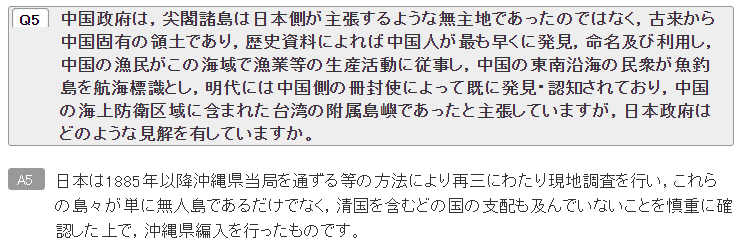 Q5 中国政府は，尖閣諸島は日本側が主張するような無主地であったのではなく，古来から
中国固有の領土であり，歴史資料によれば中国人が最も早くに発見，命名及び利用し，
中国の漁民がこの海域で漁業等の生産活動に従事し，中国の東南沿海の民衆が魚釣
島を航海標識とし，明代には中国側の冊封使によって既に発見・認知されており，中国
の海上防衛区域に含まれた台湾の附属島嶼であったと主張していますが，日本政府は
どのような見解を有していますか。
A5 日本は1885年以降沖縄県当局を通ずる等の方法により再三にわたり現地調査を行い，これら
の島々が単に無人島であるだけでなく，清国を含むどの国の支配も及んでいないことを慎重に確
認した上で，沖縄県編入を行ったものです。